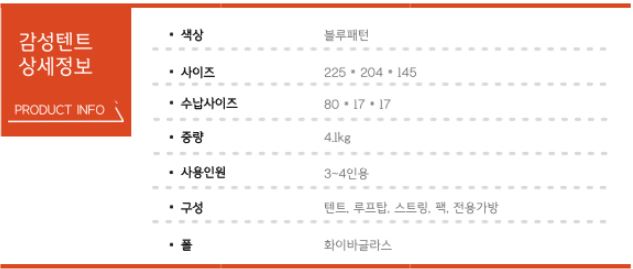 감성텐트
상세정보
PRODUCT INFO
• 색상 블루패턴
• 사이즈 225 * 204 * 145
• 수납사이즈 80 * 17 * 17
• 중량 4.1kg
• 사용인원 3~4인용
• 구성 텐트, 루프탑, 스트링, 팩, 전용가방
• 폴 화이바글라스